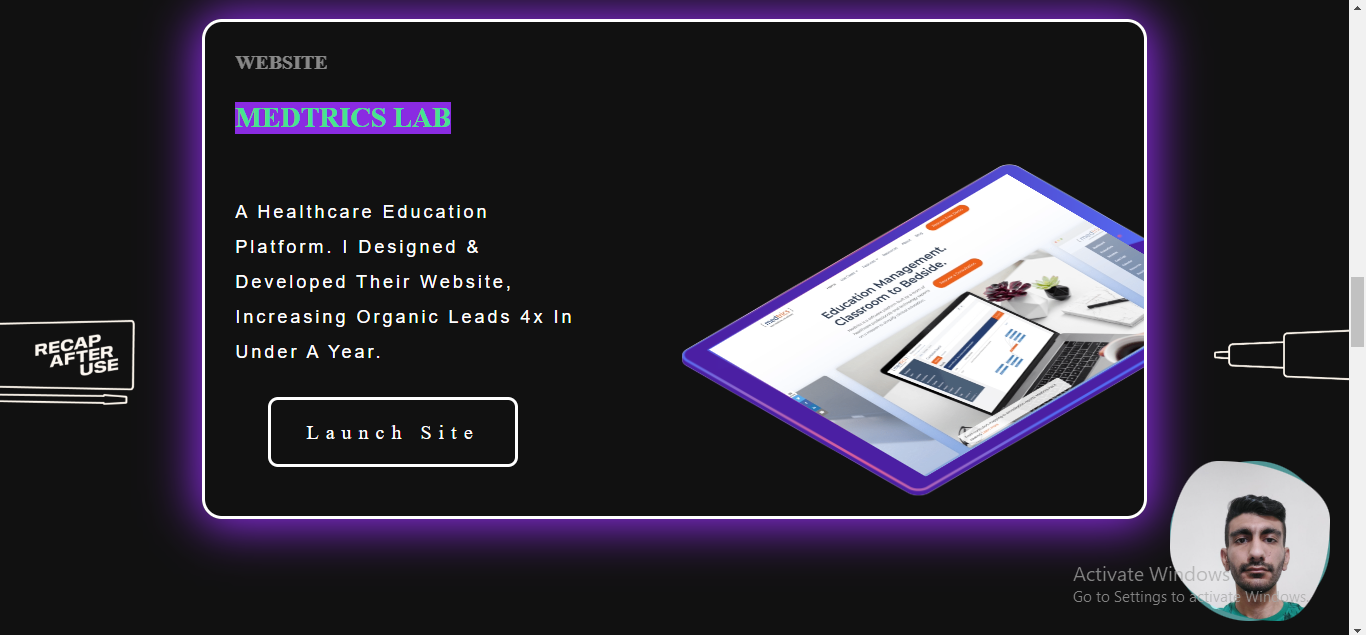 WEBSITE
MEDTRICS LAB
A Healthcare Education
Platform. I Designed &
Developed Their Website,
Increasing Organic Leads 4x In
Under A Year.
Launch Site
RECAP
AFTER
USE
Education Management.
Classroom to Bedside.
Activate Windows
Go to Settings to activate Windows.